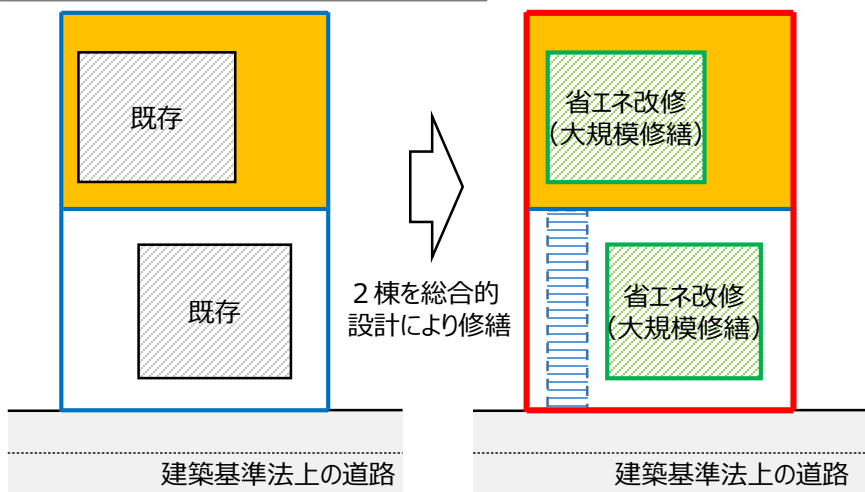 既存
既存
建築基準法上の道路
2棟を総合的
設計により修繕
省エネ改修
(大規模修繕)
省エネ改修
(大規模修繕)
建築基準法上の道路